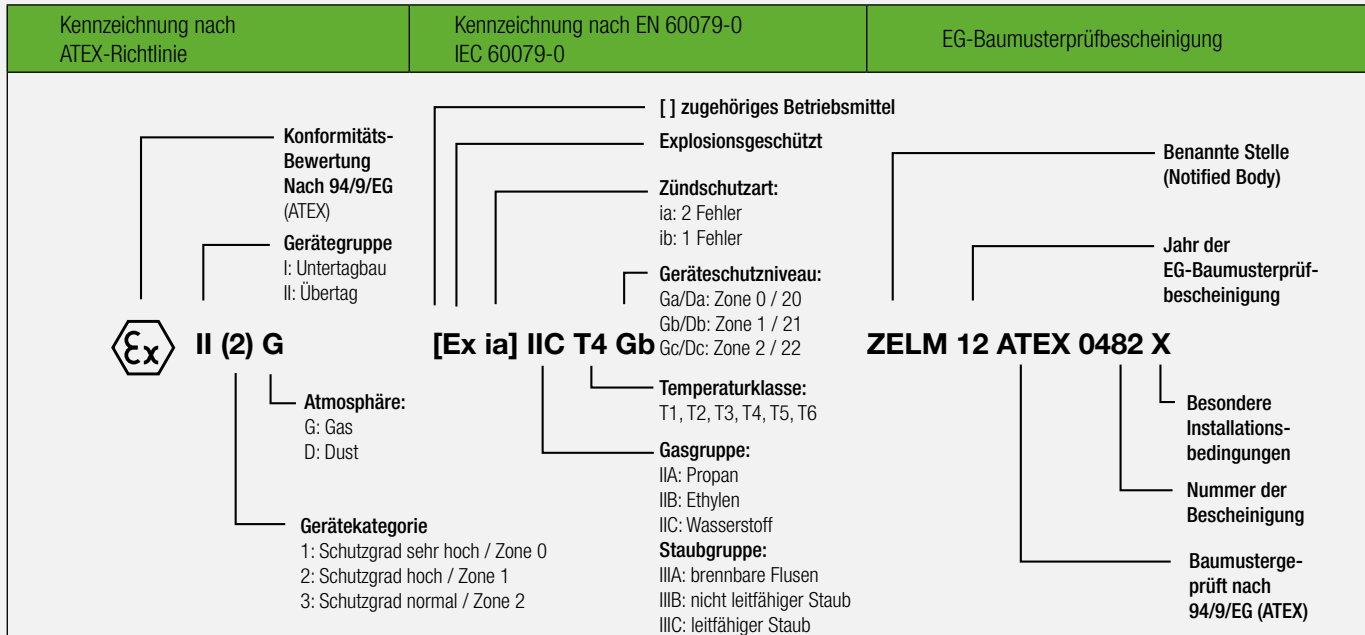 Kennzeichnung nach
ATEX-Richtlinie
Kennzeichnung nach EN 60079-0
IEC 60079-0
EG-Baumusterprüfbescheinigung
Konformitäts-
Bewertung
Nach 94/9/EG
(ATEX)
Gerätegruppe
I: Untertagbau
II: Übertag
Ex II (2) G
Atmosphäre:
G: Gas
D: Dust
Gerätekategorie
1: Schutzgrad sehr hoch / Zone 0
2: Schutzgrad hoch / Zone 1
3: Schutzgrad normal / Zone 2
[ ] zugehöriges Betriebsmittel
Explosionsgeschützt
Zündschutzart:
ia: 2 Fehler
ib: 1 Fehler
Geräteschutzniveau:
Ga/Da: Zone 0 / 20
Gb/Db: Zone 1 / 21
Gc/Dc: Zone 2 / 22
[Ex ia] IIC T4 Gb
Temperaturklasse:
T1, T2, T3, T4, T5, T6
Gasgruppe:
IIA: Propan
IIB: Ethylen
IIC: Wasserstoff
Staubgruppe:
IIIA: brennbare Flusen
IIIB: nicht leitfähiger Staub
IIIC: leitfähiger Staub
Benannte Stelle
(Notified Body)
Jahr der
EG-Baumusterprüf-
bescheinigung
ZELM 12 ATEX 0482 X
Besondere
Installations-
bedingungen
Nummer der
Bescheinigung
Baumusterge-
prüft nach
94/9/EG (ATEX)